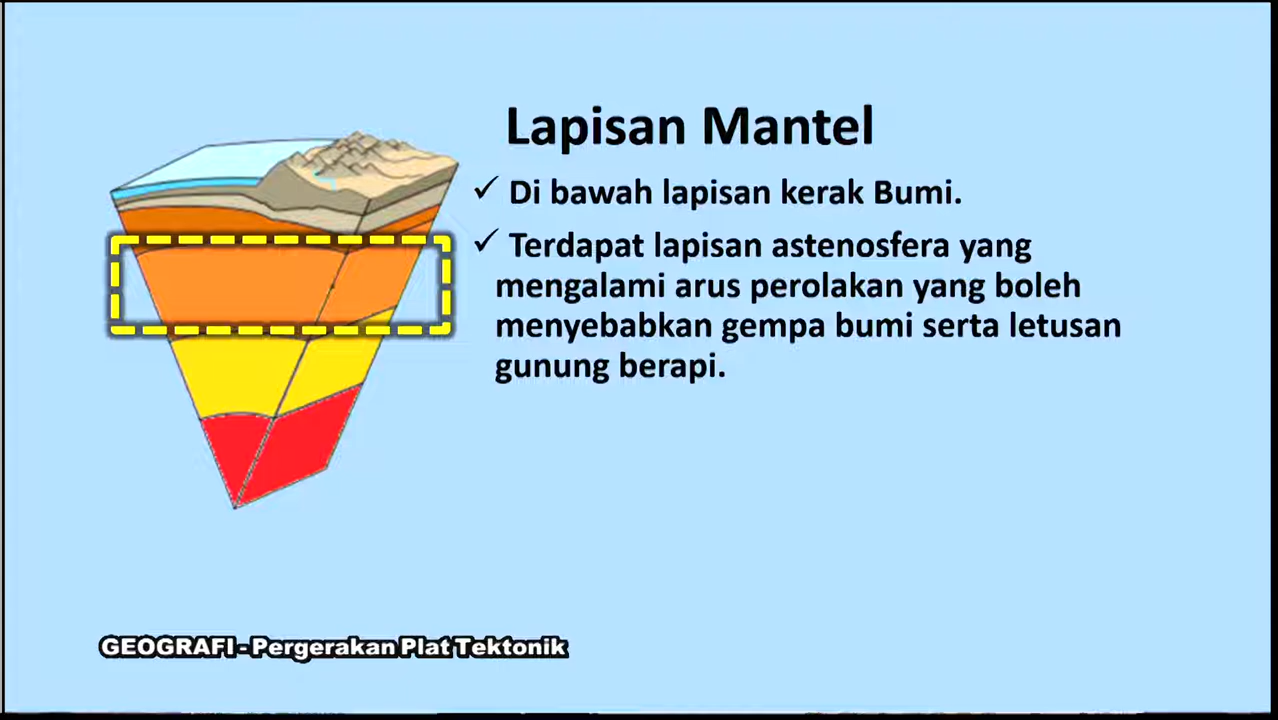 Lapisan Mantel
✓ Di bawah lapisan kerak Bumi.
✓ Terdapat lapisan astenosfera yang
mengalami arus perolakan yang boleh
menyebabkan gempa bumi serta letusan
gunung berapi.
GEOGRAFI - Pergerakan Plat Tektonik